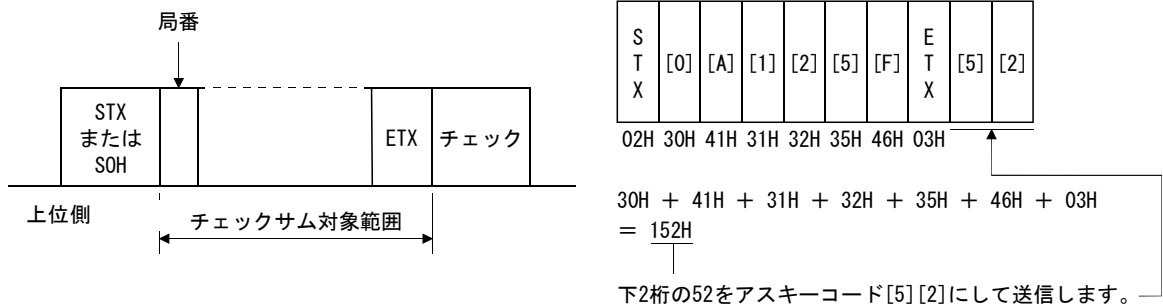 局番
STX
または
SOH
ETX
チェック
上位側
チェックサム対象範囲
S
T
X
[0] [A] [1] [2] [5] [F]
E
T
X
[5] [2]
02H 30H 41H 31H 32H 35H 46H 03H
30H + 41H + 31H + 32H + 35H + 46H + 03H
= 152H
下2桁の52をアスキーコード[5][2]にして送信します。